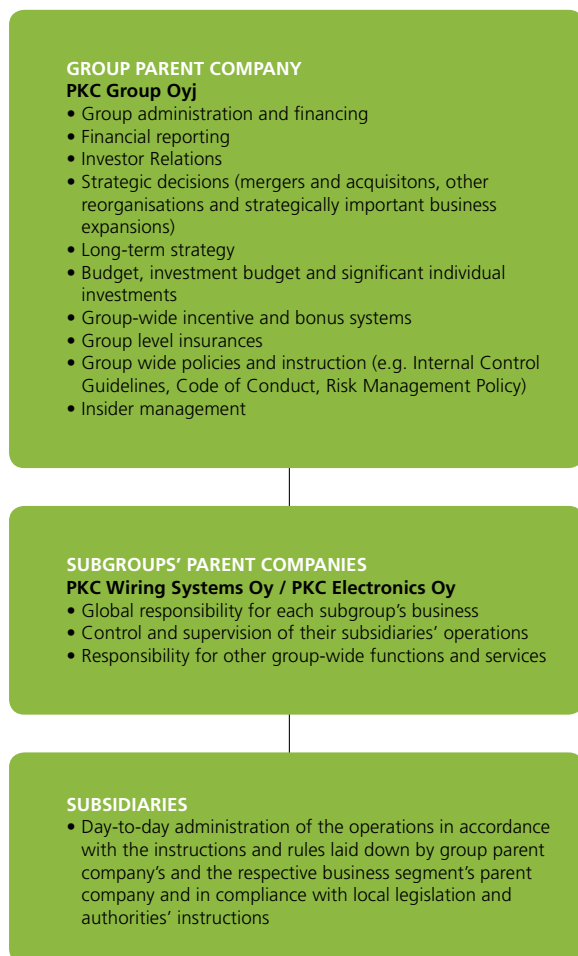 GROUP PARENT COMPANY
PKC Group Oyj
• Group administration and financing
• Financial reporting
• Investor Relations
• Strategic decisions (mergers and acquisitons, other
reorganisations and strategically important business
expansions)
• Long-term strategy
• Budget, investment budget and significant individual
investments
• Group-wide incentive and bonus systems
• Group level insurances
• Group wide policies and instruction (e.g. Internal Control
Guidelines, Code of Conduct, Risk Management Policy)
• Insider management
SUBGROUPS’ PARENT COMPANIES
PKC Wiring Systems Oy / PKC Electronics Oy
• Global responsibility for each subgroup’s business
• Control and supervision of their subsidiaries’ operations
• Responsibility for other group-wide functions and services
SUBSIDIARIES
• Day-to-day administration of the operations in accordance
with the instructions and rules laid down by group parent
company’s and the respective business segment’s parent
company and in compliance with local legislation and
authorities’ instructions